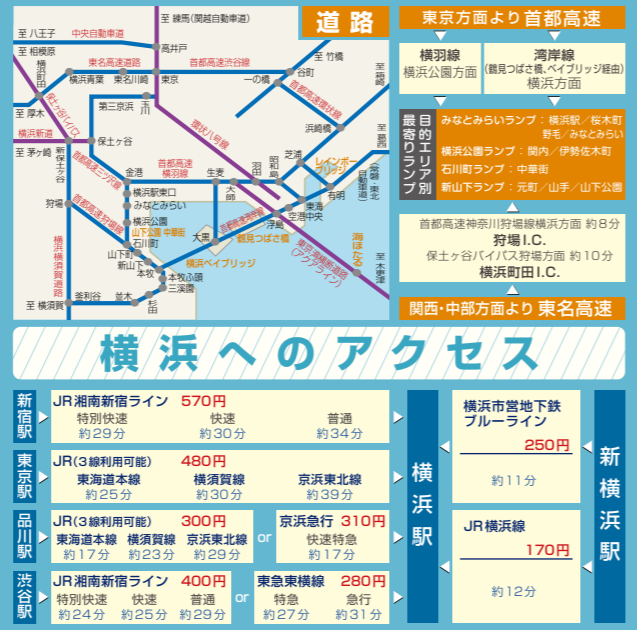 道路
至 練馬(関越自動車道)
至 八王子 中央自動車道
高井戸
至 相模原
至 竹橋
横浜町田
東名高速道路
首都高速渋谷線
谷町
至 箱崎
横浜青葉
東名川崎
東京
一の橋
首都高速環状線
至 厚木
保土ヶ谷バイパス
第三京浜
玉川
環状八号線
浜崎橋
横浜新道
至 茅ヶ崎
保土ヶ谷
新保土ヶ谷
至 葛西
首都高速三ツ沢線
金港
首都高速
横羽線
生麦
大師
羽田
昭和島
芝浦
レインボー
ブリッジ
(常磐・東北
自動車道)
有明
狩場
首都高速狩場線
横浜駅東口
みなとみらい
横浜公園
山下公園 中華街
石川町
山下町
新山下
本牧
本牧ふ頭
三溪園
大黒
鶴見つばさ橋
横浜ベイブリッジ
浮島
空港中央
東海
海ほたる
東京湾横断道路
(アクアライン)
至 木更津
横浜横須賀道路
釜利谷
並木
杉田
至 横須賀
東京方面より 首都高速
横羽線
横浜公園方面
湾岸線
(鶴見つばさ橋、ベイブリッジ経由)
横浜方面
目的エリア別
最寄りランプ
みなとみらいランプ:横浜駅/桜木町
野毛/みなとみらい
横浜公園ランプ:関内/伊勢佐木町
石川町ランプ:中華街
新山下ランプ:元町/山手/山下公園
首都高速神奈川狩場線横浜方面 約8分
狩場I.C.
保土ヶ谷バイパス狩場方面 約10分
横浜町田I.C.
関西・中部方面より 東名高速
横浜へのアクセス
新宿駅
JR湘南新宿ライン 570円
特別快速 快速 普通
約29分 約30分 約34分
東京駅
JR(3線利用可能) 480円
東海道本線 横須賀線 京浜東北線
約25分 約30分 約39分
品川駅
JR(3線利用可能) 300円
東海道本線 横須賀線 京浜東北線
約17分 約23分 約29分
or
京浜急行 310円
快速特急
約17分
渋谷駅
JR湘南新宿ライン 400円
特別快速 快速 普通
約24分 約25分 約29分
or
東急東横線 280円
特急 急行
約27分 約31分
横浜駅
横浜市営地下鉄
ブルーライン
250円
約11分
JR横浜線
170円
約12分
新横浜駅